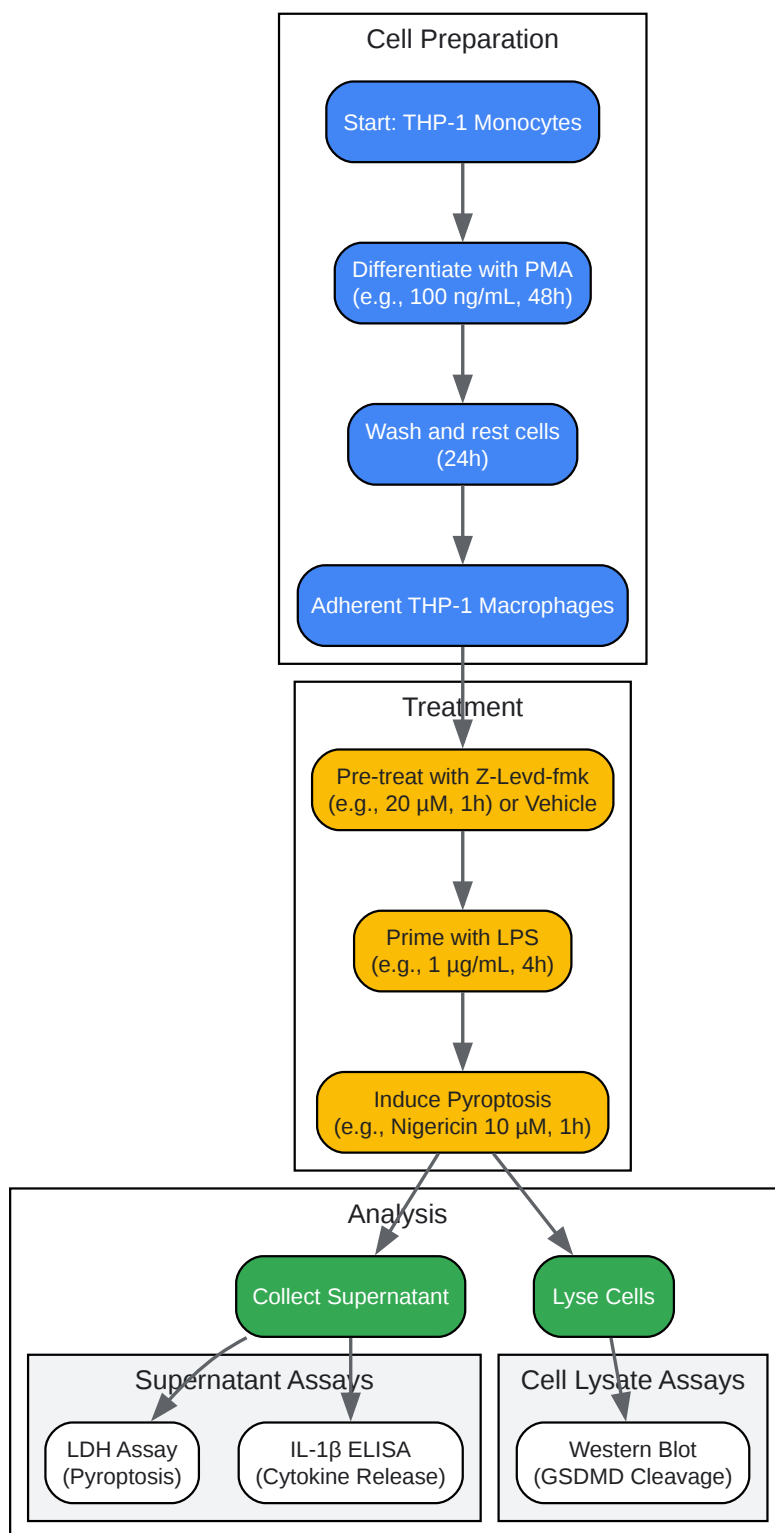 Cell Preparation
Start: THP-1 Monocytes
Differentiate with PMA
(e.g., 100 ng/mL, 48h)
Wash and rest cells
(24h)
Adherent THP-1 Macrophages
Treatment
Pre-treat with Z-Levd-fmk
(e.g., 20 µM, 1h) or Vehicle
Prime with LPS
(e.g., 1 µg/mL, 4h)
Induce Pyroptosis
(e.g., Nigericin 10 µM, 1h)
Analysis
Collect Supernatant
Lyse Cells
Supernatant Assays
Cell Lysate Assays
LDH Assay
(Pyroptosis)
IL-1β ELISA
(Cytokine Release)
Western Blot
(GSDMD Cleavage)